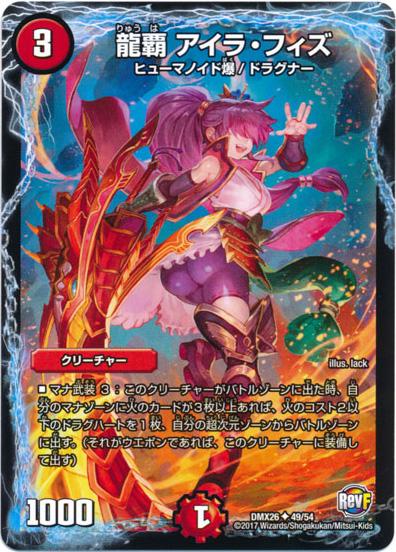 3
りゅう は
龍覇 アイラ・フィズ
ヒューマノイド爆 / ドラグナー
ばく
クリーチャー
illus. lack
■ マナ武装 3 : このクリーチャーがバトルゾーンに出た時、自
分のマナゾーンに火のカードが3枚以上あれば、火のコスト2以
下のドラグハートを1枚、自分の超次元ゾーンからバトルゾーン
に出す。(それがウエポンであれば、このクリーチャーに装備し
て出す)
1000
1
DMX26 49/54
©2017 Wizards/Shogakukan/Mitsui-Kids
RevF